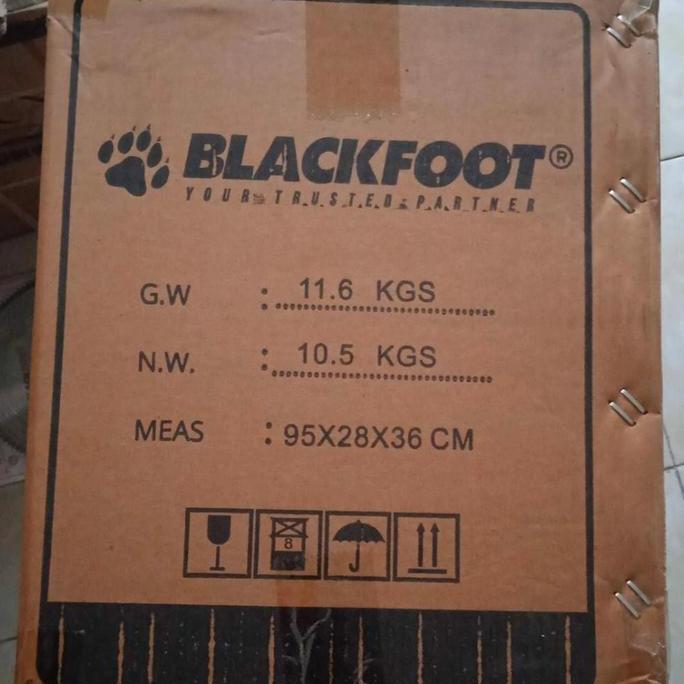 BLACKFOOT®
YOUR TRUSTED PARTNER
G.W : 11.6 KGS
N.W. : 10.5 KGS
MEAS : 95X28X36 CM
8